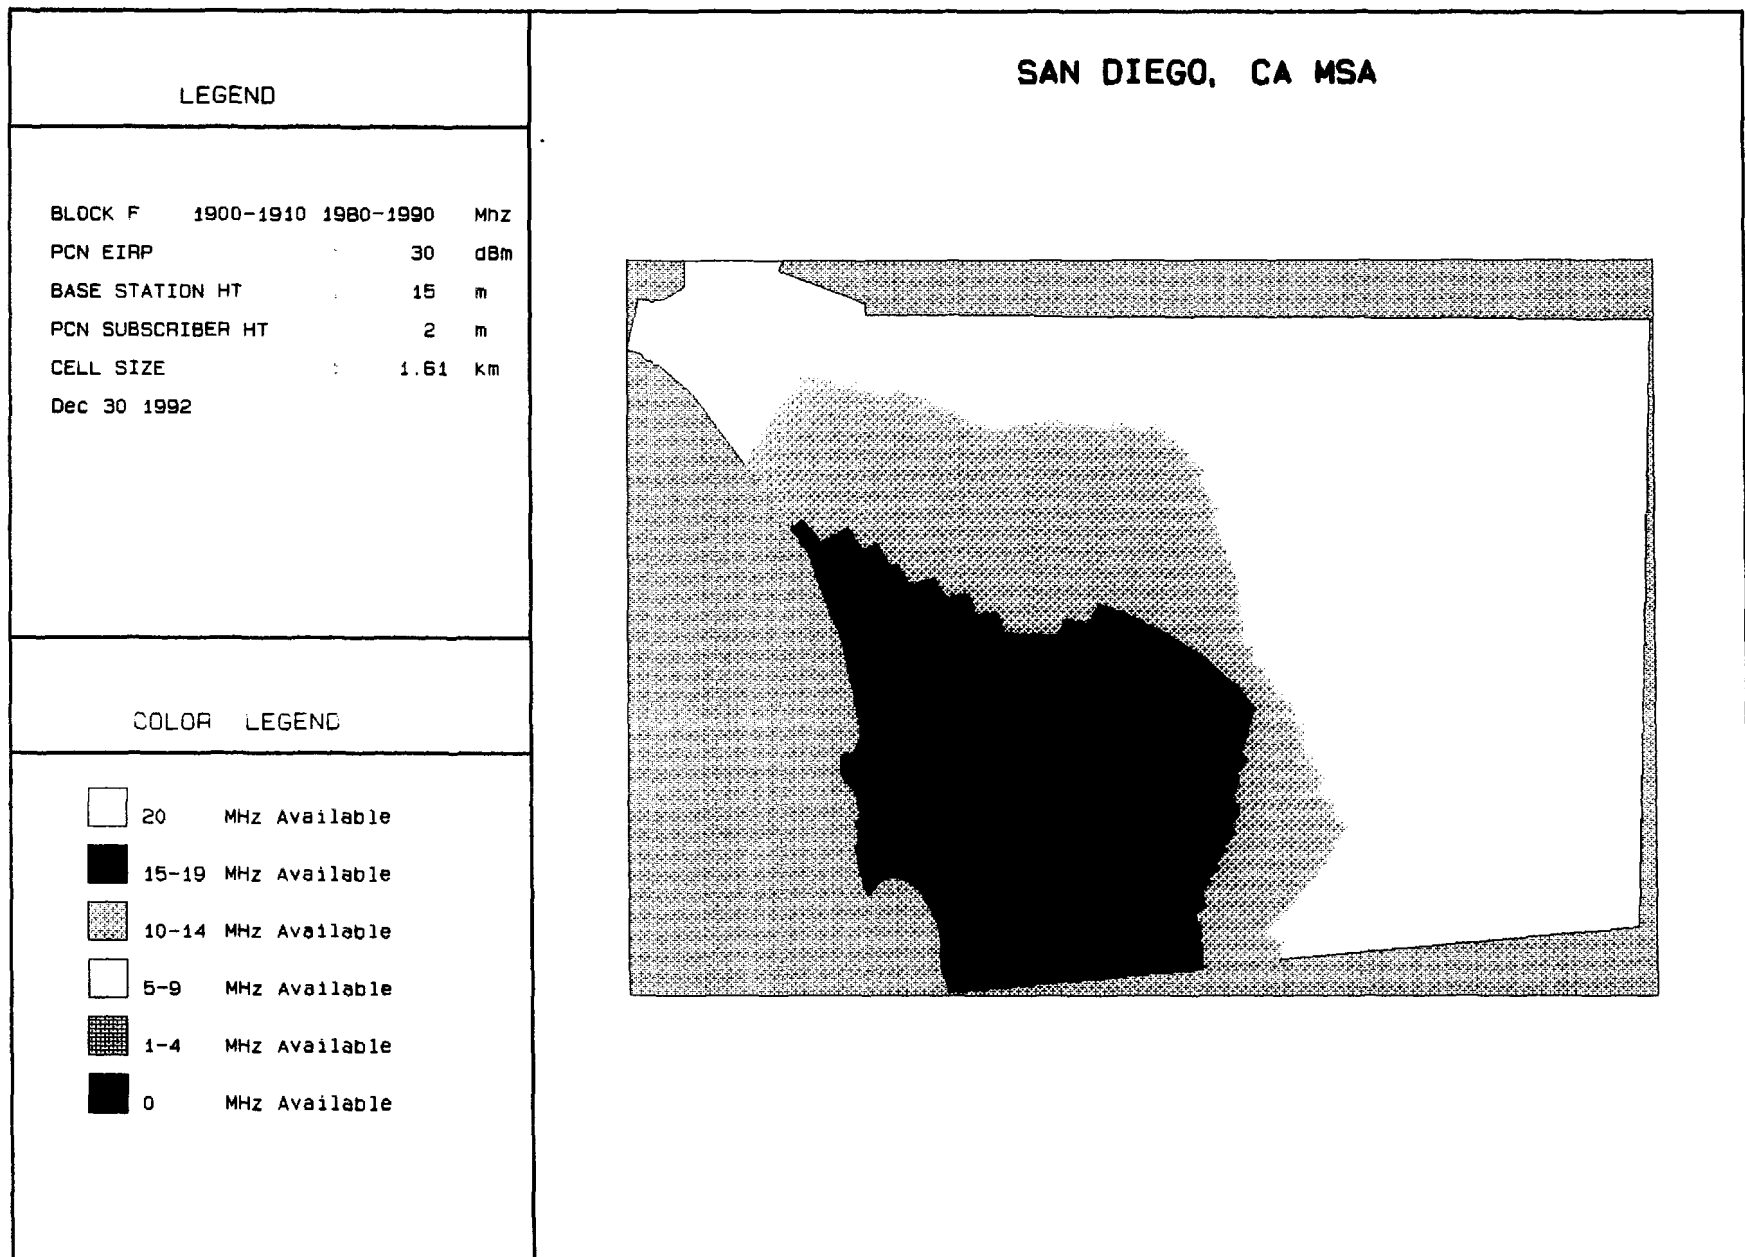 LEGEND
SAN DIEGO, CA MSA
BLOCK F 1900-1910 1980-1990 Mhz
PCN EIRP : 30 dBm
BASE STATION HT : 15 m
PCN SUBSCRIBER HT 2 m
CELL SIZE : 1.61 km
Dec 30 1992
COLOR LEGEND
20 MHz Available
15-19 MHz Available
10-14 MHz Available
5-9 MHz Available
1-4 MHz Available
0 MHz Available